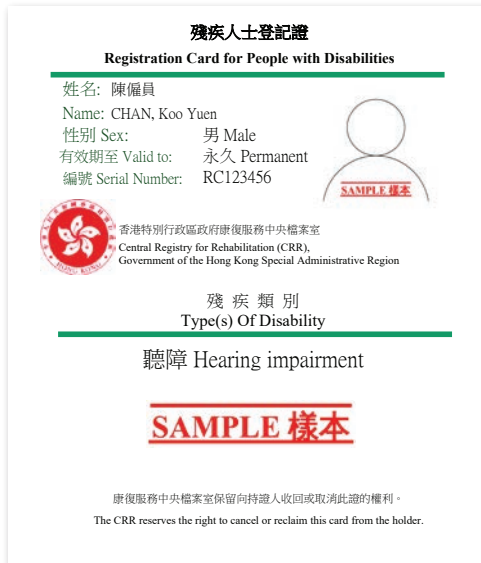 殘疾人士登記證
Registration Card for People with Disabilities
姓名: 陳僱員
Name: CHAN, Koo Yuen
性別 Sex: 男 Male
有效期至 Valid to: 永久 Permanent
編號 Serial Number: RC123456
SAMPLE 樣本
HONG KONG
香港特別行政區政府康復服務中央檔案室
Central Registry for Rehabilitation (CRR),
Government of the Hong Kong Special Administrative Region
殘 疾 類 別
Type(s) Of Disability
聽障 Hearing impairment
SAMPLE 樣本
康復服務中央檔案室保留向持證人收回或取消此證的權利。
The CRR reserves the right to cancel or reclaim this card from the holder.